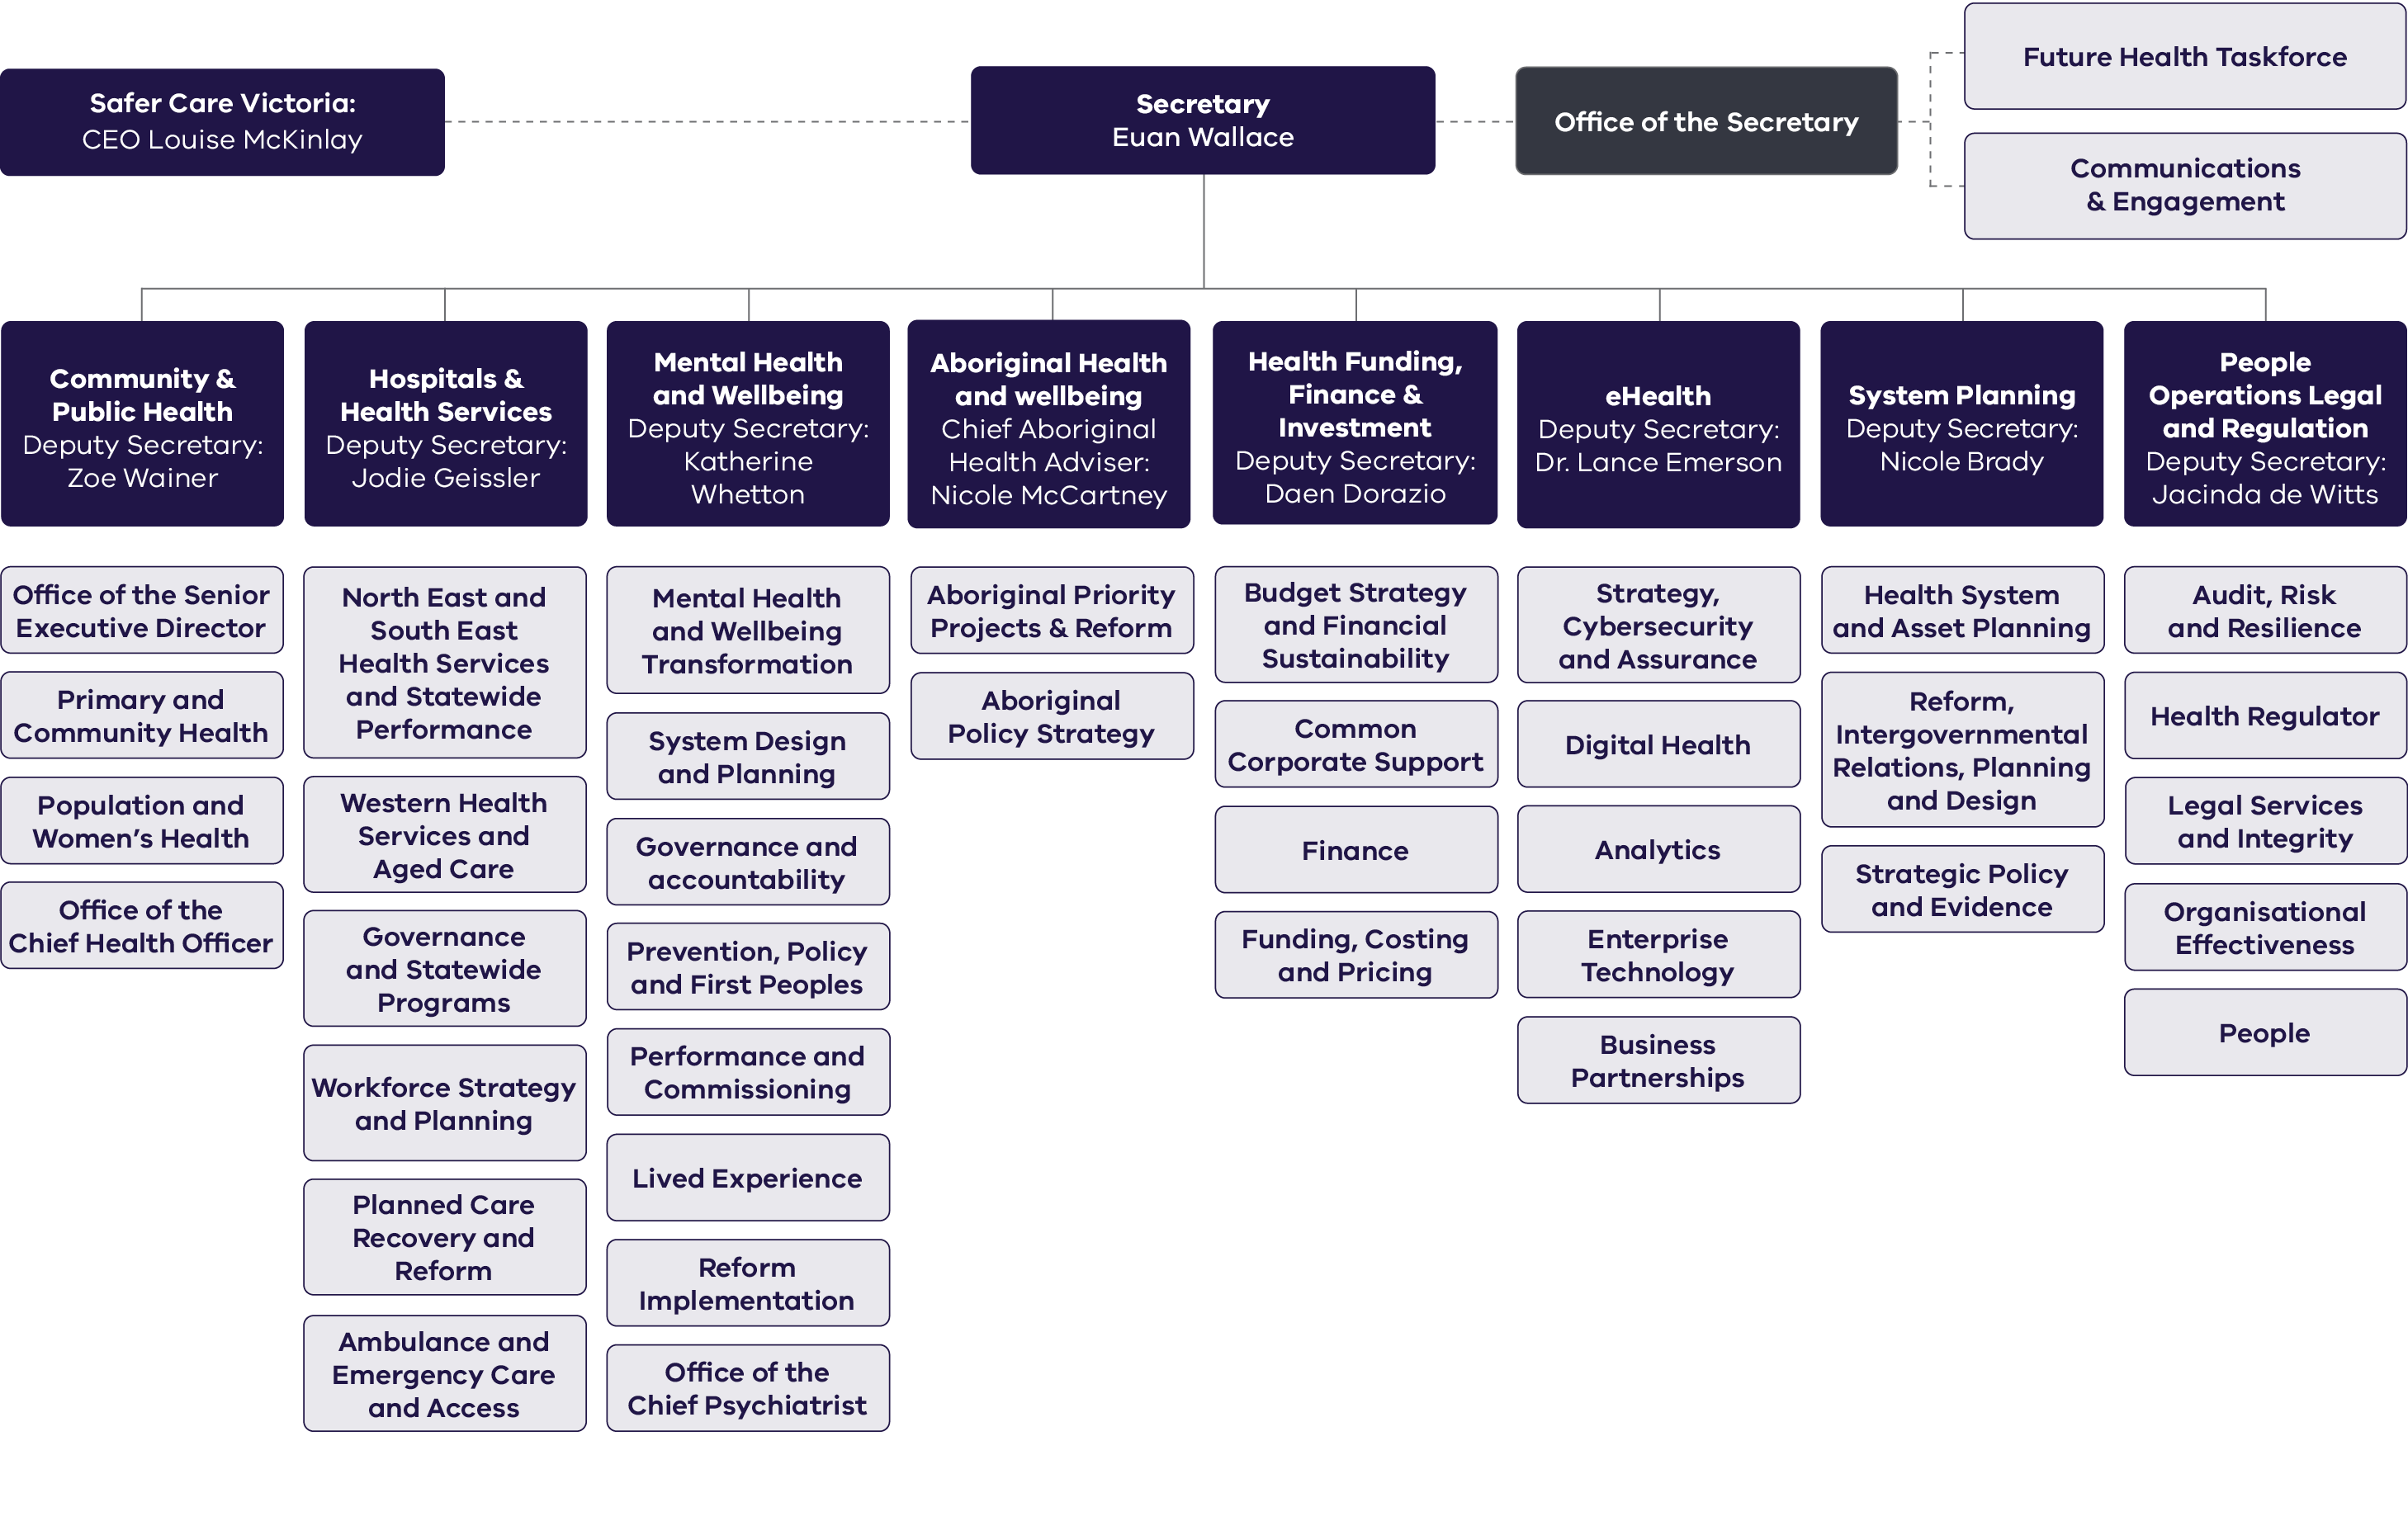 Safer Care Victoria:
CEO Louise McKinlay
Secretary
Euan Wallace
Office of the Secretary
Future Health Taskforce
Communications
& Engagement
Community &
Public Health
Deputy Secretary:
Zoe Wainer
Office of the Senior
Executive Director
Primary and
Community Health
Population and
Women’s Health
Office of the
Chief Health Officer
Hospitals &
Health Services
Deputy Secretary:
Jodie Geissler
North East and
South East
Health Services
and Statewide
Performance
Western Health
Services and
Aged Care
Governance
and Statewide
Programs
Workforce Strategy
and Planning
Planned Care
Recovery and
Reform
Ambulance and
Emergency Care
and Access
Mental Health
and Wellbeing
Deputy Secretary:
Katherine
Whetton
Mental Health
and Wellbeing
Transformation
System Design
and Planning
Governance and
accountability
Prevention, Policy
and First Peoples
Performance and
Commissioning
Lived Experience
Reform
Implementation
Office of the
Chief Psychiatrist
Aboriginal Health
and wellbeing
Chief Aboriginal
Health Adviser:
Nicole McCartney
Aboriginal Priority
Projects & Reform
Aboriginal
Policy Strategy
Health Funding,
Finance &
Investment
Deputy Secretary:
Daen Dorazio
Budget Strategy
and Financial
Sustainability
Common
Corporate Support
Finance
Funding, Costing
and Pricing
eHealth
Deputy Secretary:
Dr. Lance Emerson
Strategy,
Cybersecurity
and Assurance
Digital Health
Analytics
Enterprise
Technology
Business
Partnerships
System Planning
Deputy Secretary:
Nicole Brady
Health System
and Asset Planning
Reform,
Intergovernmental
Relations, Planning
and Design
Strategic Policy
and Evidence
People
Operations Legal
and Regulation
Deputy Secretary:
Jacinda de Witts
Audit, Risk
and Resilience
Health Regulator
Legal Services
and Integrity
Organisational
Effectiveness
People